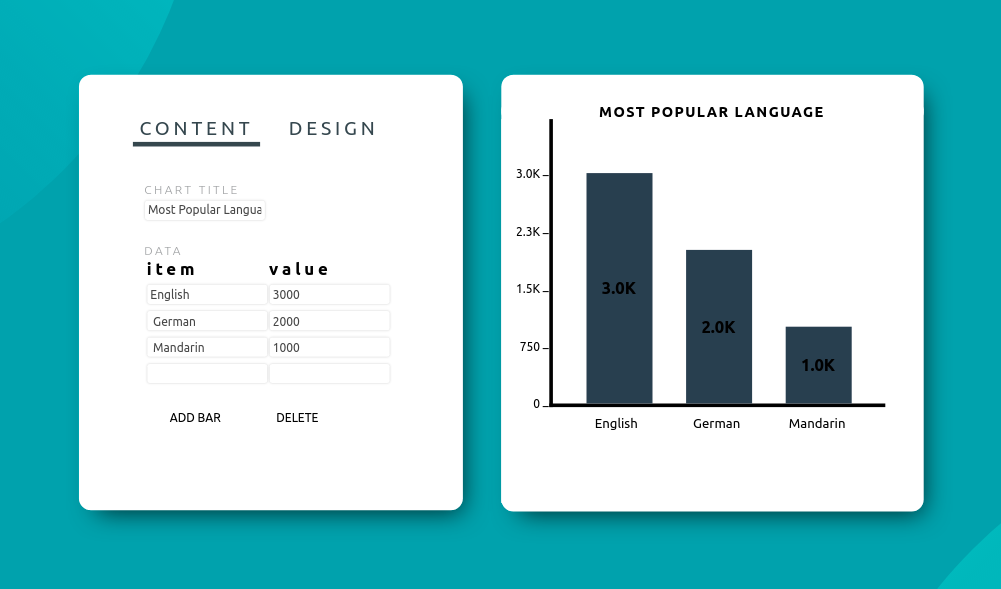 CONTENT DESIGN
CHART TITLE
Most Popular Langua
DATA
item value
English 3000
German 2000
Mandarin 1000
ADD BAR DELETE
MOST POPULAR LANGUAGE
3.0K
2.3K
1.5K
750
0
3.0K
2.0K
1.0K
English German Mandarin